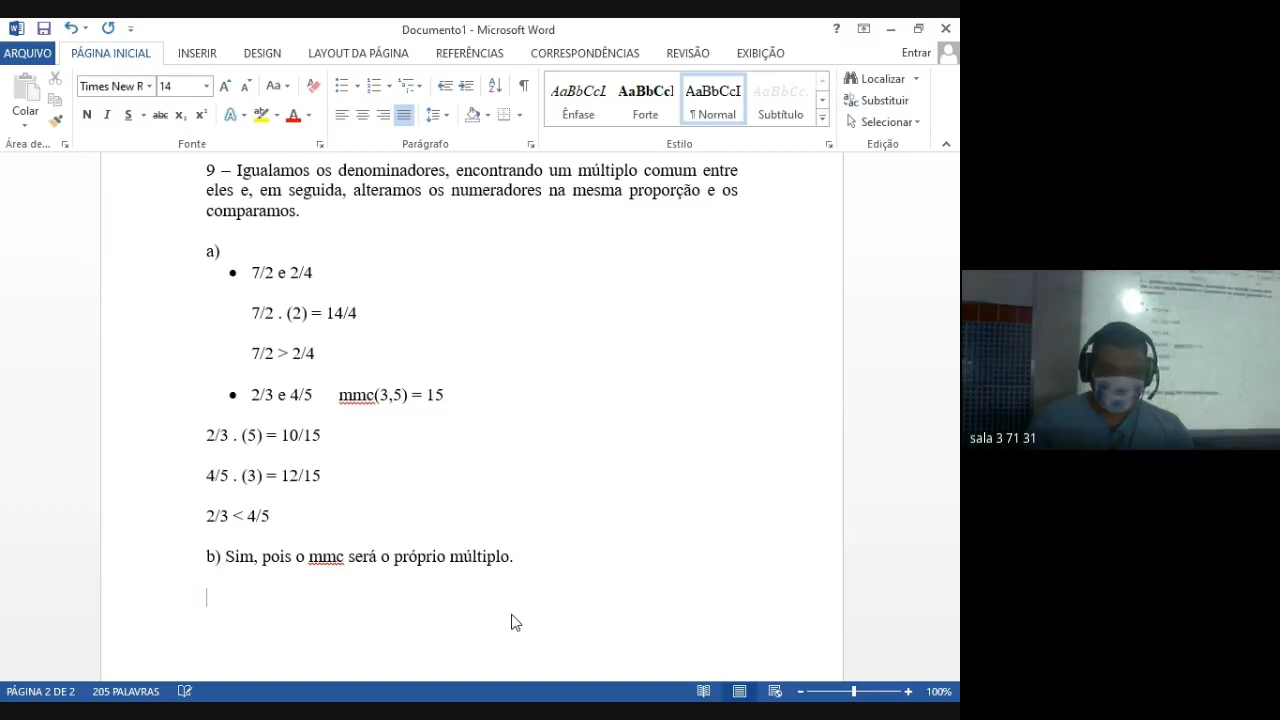 Documento1 - Microsoft Word
ARQUIVO PÁGINA INICIAL INSERIR DESIGN LAYOUT DA PÁGINA REFERÊNCIAS CORRESPONDÊNCIAS REVISÃO EXIBIÇÃO Entrar
Times New R 14 Aa
Colar
N I S abc x₂ x² A A
AaBbCcI AaBbCcl AaBbCcI AaBbCc.
Ênfase Forte ¶ Normal Subtítulo
Localizar
Substituir
Selecionar
Área de... Fonte Parágrafo Estilo Edição
9 – Igualamos os denominadores, encontrando um múltiplo comum entre
eles e, em seguida, alteramos os numeradores na mesma proporção e os
comparamos.
a)
• 7/2 e 2/4
7/2 . (2) = 14/4
7/2 > 2/4
• 2/3 e 4/5 mmc(3,5) = 15
2/3 . (5) = 10/15
4/5 . (3) = 12/15
2/3 < 4/5
b) Sim, pois o mmc será o próprio múltiplo.
sala 3 71 31
PÁGINA 2 DE 2 205 PALAVRAS 100%